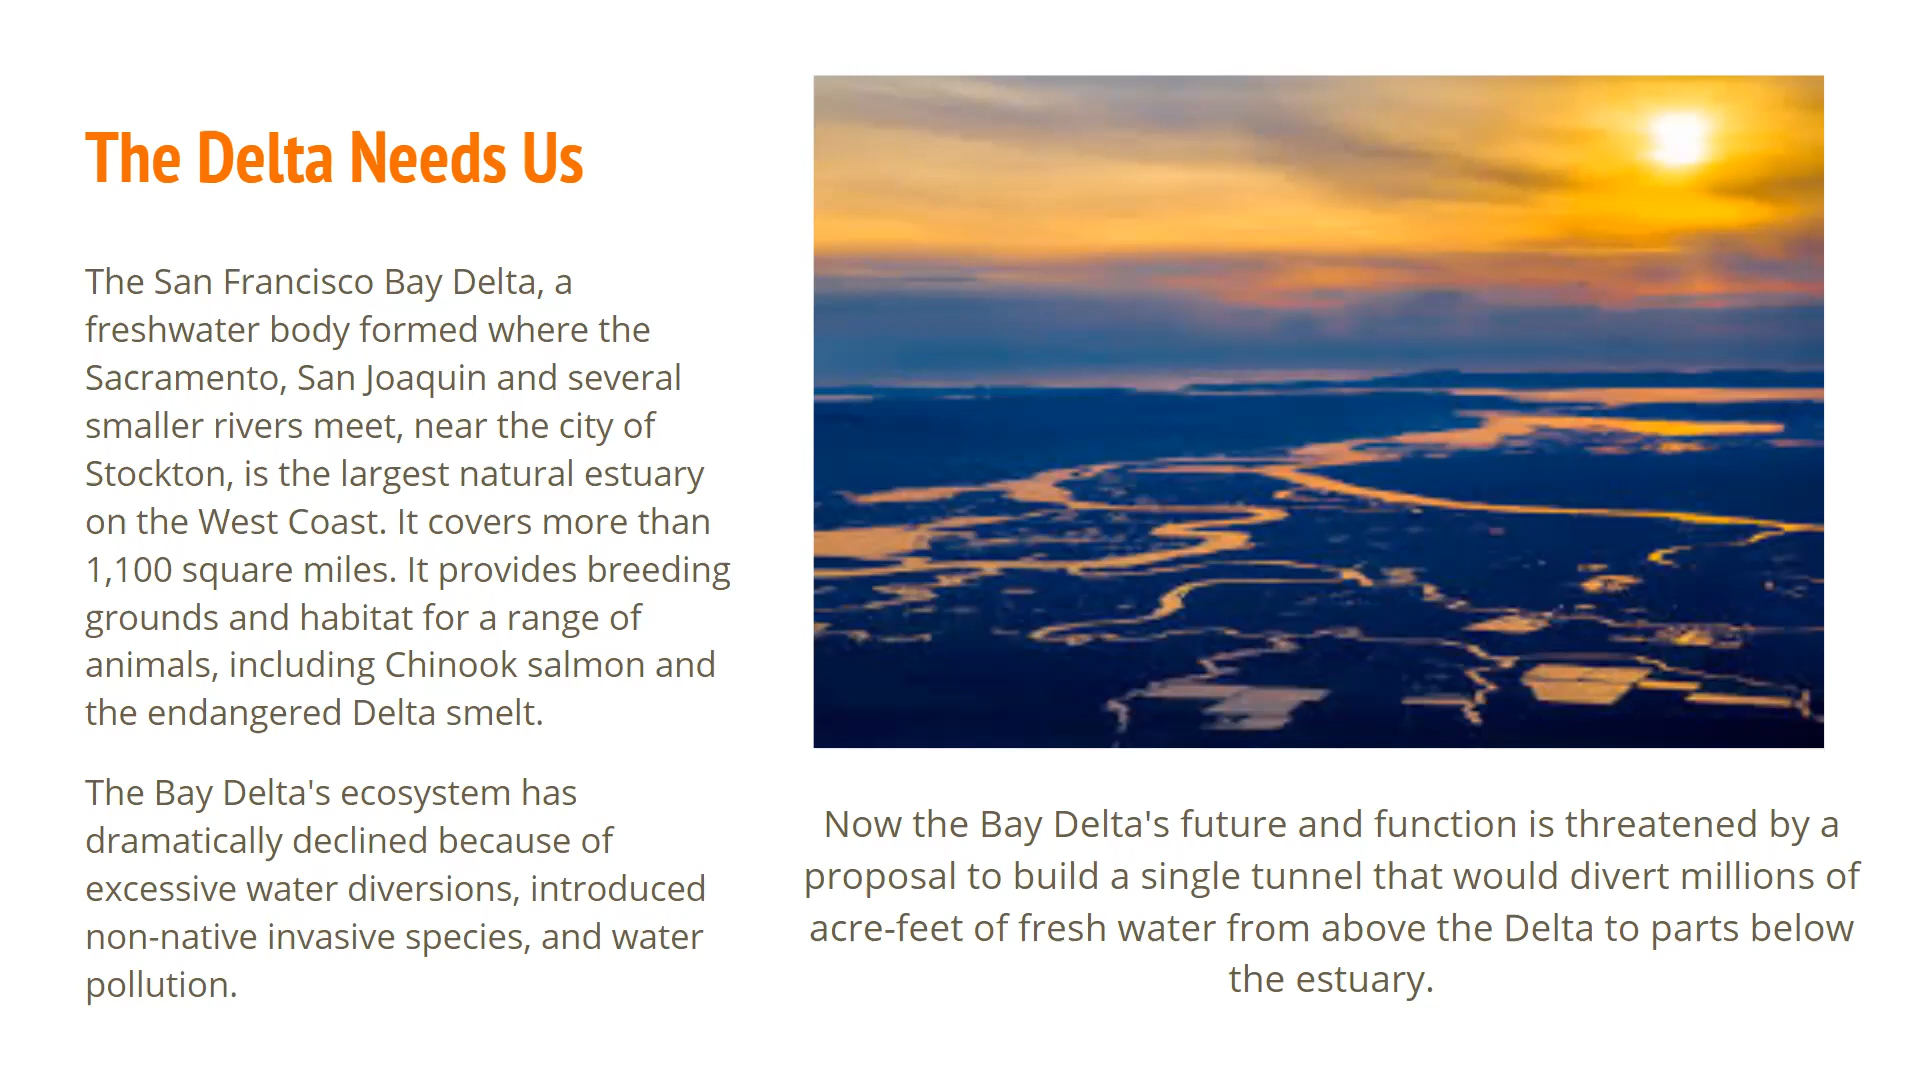 The Delta Needs Us
The San Francisco Bay Delta, a
freshwater body formed where the
Sacramento, San Joaquin and several
smaller rivers meet, near the city of
Stockton, is the largest natural estuary
on the West Coast. It covers more than
1,100 square miles. It provides breeding
grounds and habitat for a range of
animals, including Chinook salmon and
the endangered Delta smelt.
The Bay Delta's ecosystem has
dramatically declined because of
excessive water diversions, introduced
non-native invasive species, and water
pollution.
Now the Bay Delta's future and function is threatened by a
proposal to build a single tunnel that would divert millions of
acre-feet of fresh water from above the Delta to parts below
the estuary.